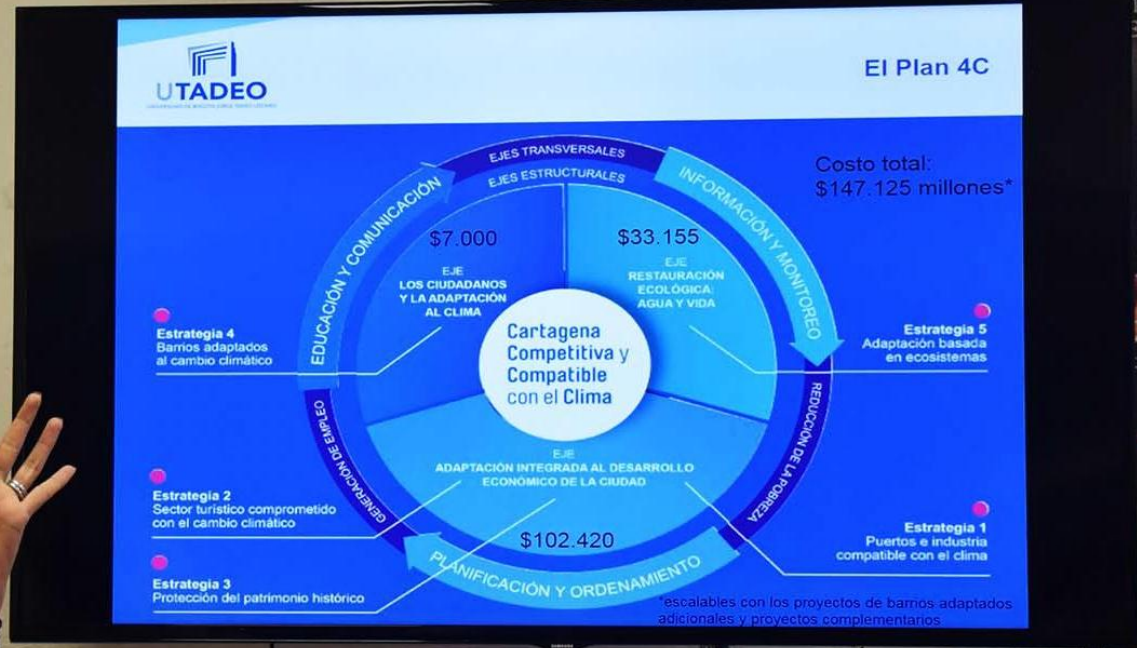 UTADEO
El Plan 4C
Costo total:
$147.125 millones*
EJES TRANSVERSALES
EJES ESTRUCTURALES
EDUCACIÓN Y COMUNICACIÓN
INFORMACIÓN Y MONITOREO
REDUCCIÓN DE LA POBREZA
PLANIFICACIÓN Y ORDENAMIENTO
GENERACIÓN DE EMPLEO
$7.000
EJE
LOS CIUDADANOS
Y LA ADAPTACIÓN
AL CLIMA
$33.155
EJE
RESTAURACIÓN
ECOLÓGICA:
AGUA Y VIDA
Cartagena
Competitiva y
Compatible
con el Clima
Estrategia 4
Barrios adaptados
al cambio climático
Estrategia 5
Adaptación basada
en ecosistemas
EJE
ADAPTACIÓN INTEGRADA AL DESARROLLO
ECONÓMICO DE LA CIUDAD
$102.420
Estrategia 2
Sector turístico comprometido
con el cambio climático
Estrategia 3
Protección del patrimonio histórico
Estrategia 1
Puertos e industria
compatible con el clima
*escalables con los proyectos de barrios adaptados
adicionales y proyectos complementarios